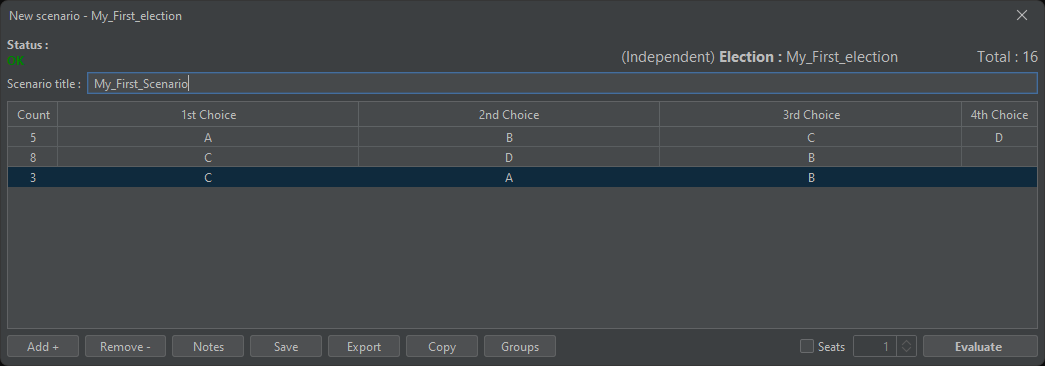 New scenario - My_First_election
Status :
OK
(Independent) Election : My_First_election
Total : 16
Scenario title : My_First_Scenario
Count 1st Choice 2nd Choice 3rd Choice 4th Choice
5 A B C D
8 C D B
3 C A B
Add + Remove - Notes Save Export Copy Groups Seats 1 Evaluate